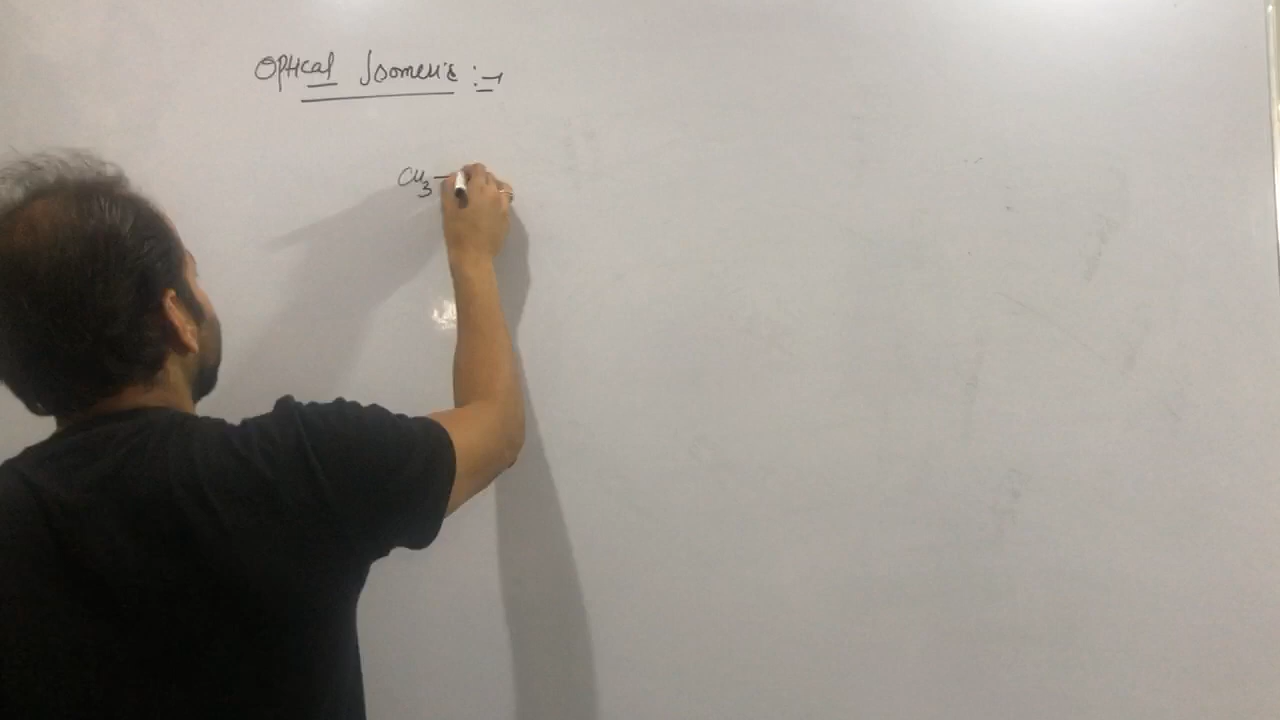 Optical Isomeris :-
CH3 –